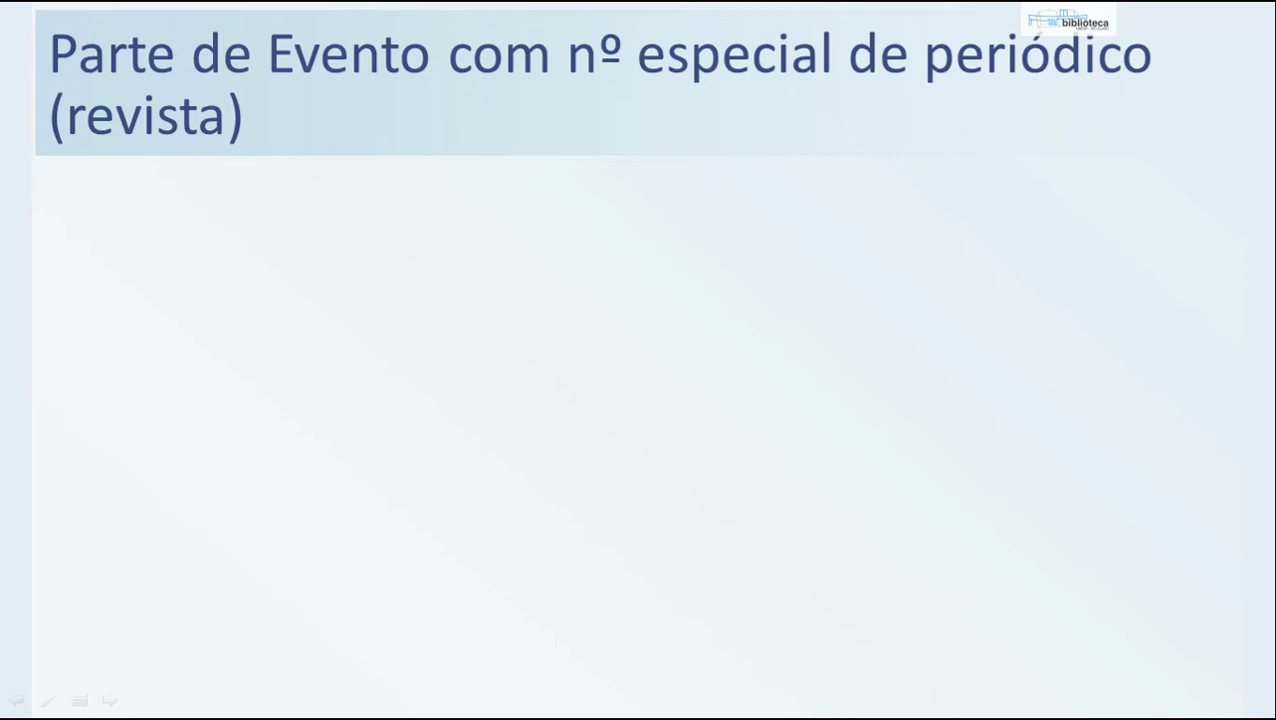 biblioteca
Parte de Evento com nº especial de periódico
(revista)